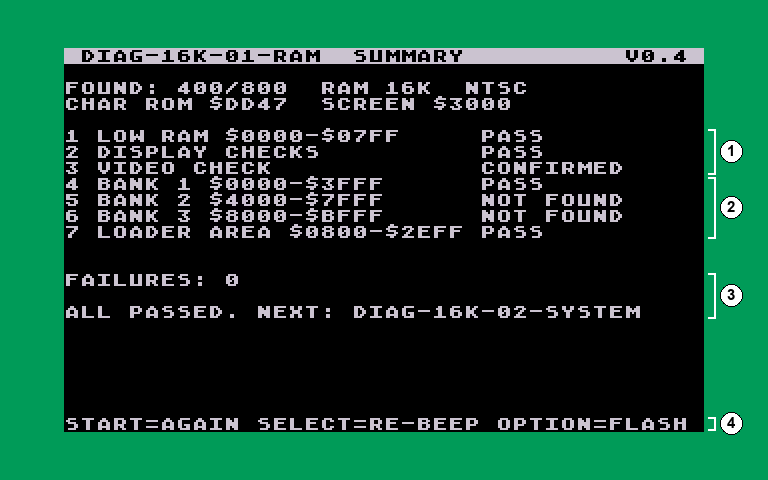 DIAG-16K-01-RAM SUMMARY V0.4
FOUND: 400/800 RAM 16K NTSC
CHAR ROM $DD47 SCREEN $3000
1 LOW RAM $0000-$07FF PASS
2 DISPLAY CHECKS PASS
3 VIDEO CHECK CONFIRMED
4 BANK 1 $0000-$3FFF PASS
5 BANK 2 $4000-$7FFF NOT FOUND
6 BANK 3 $8000-$BFFF NOT FOUND
7 LOADER AREA $0800-$2EFF PASS
FAILURES: 0
ALL PASSED. NEXT: DIAG-16K-02-SYSTEM
START=AGAIN SELECT=RE-BEEP OPTION=FLASH
1
2
3
4